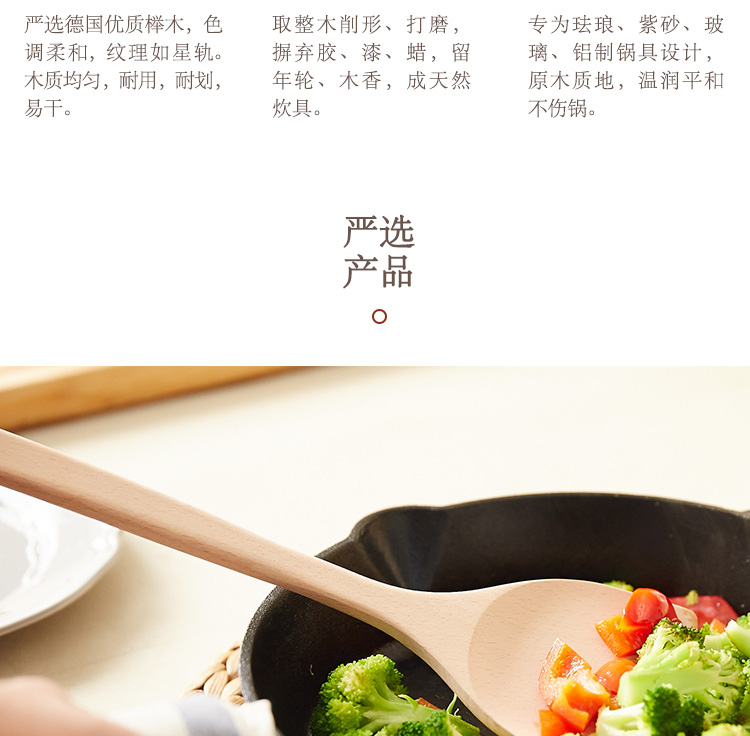 严选德国优质榉木，色
调柔和，纹理如星轨。
木质均匀，耐用，耐划，
易干。
取整木削形、打磨，
摒弃胶、漆、蜡，留
年轮、木香，成天然
炊具。
专为珐琅、紫砂、玻
璃、铝制锅具设计，
原木质地，温润平和
不伤锅。
严选
产品